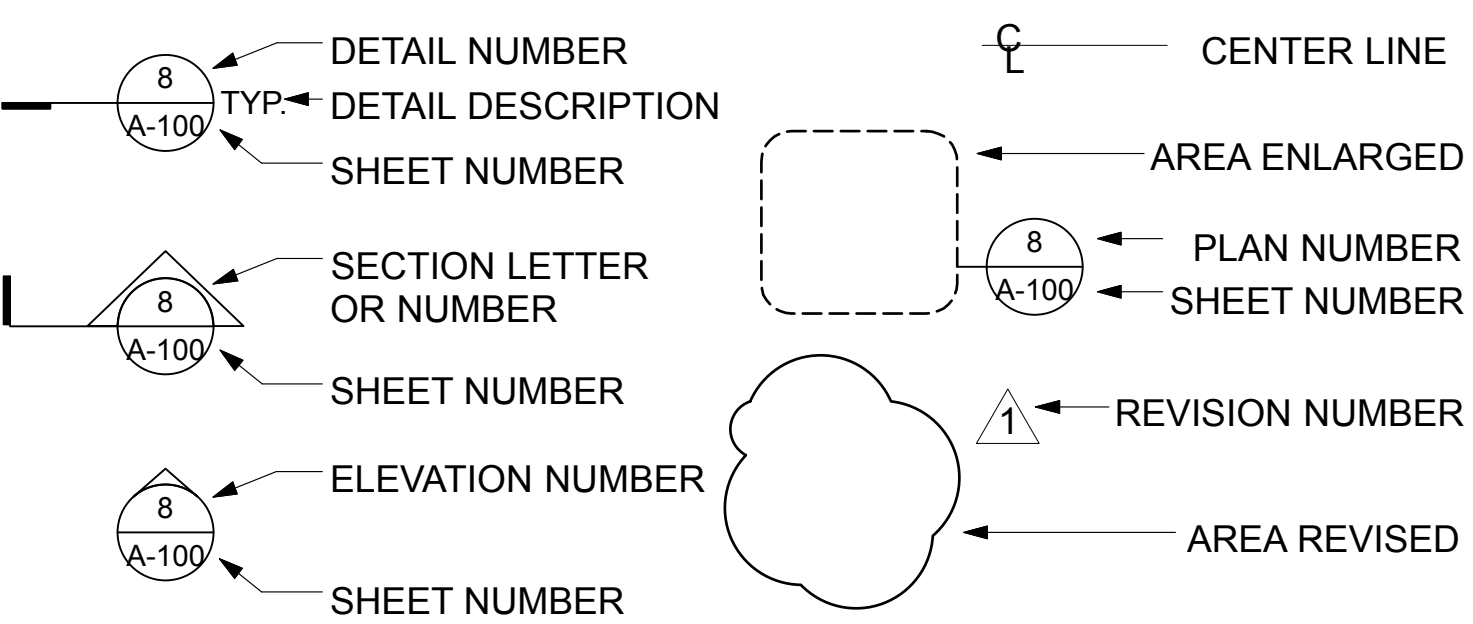 8
A-100
TYP.
DETAIL NUMBER
DETAIL DESCRIPTION
SHEET NUMBER
8
A-100
SECTION LETTER
OR NUMBER
SHEET NUMBER
8
A-100
ELEVATION NUMBER
SHEET NUMBER
CL
CENTER LINE
AREA ENLARGED
8
A-100
PLAN NUMBER
SHEET NUMBER
1
REVISION NUMBER
AREA REVISED